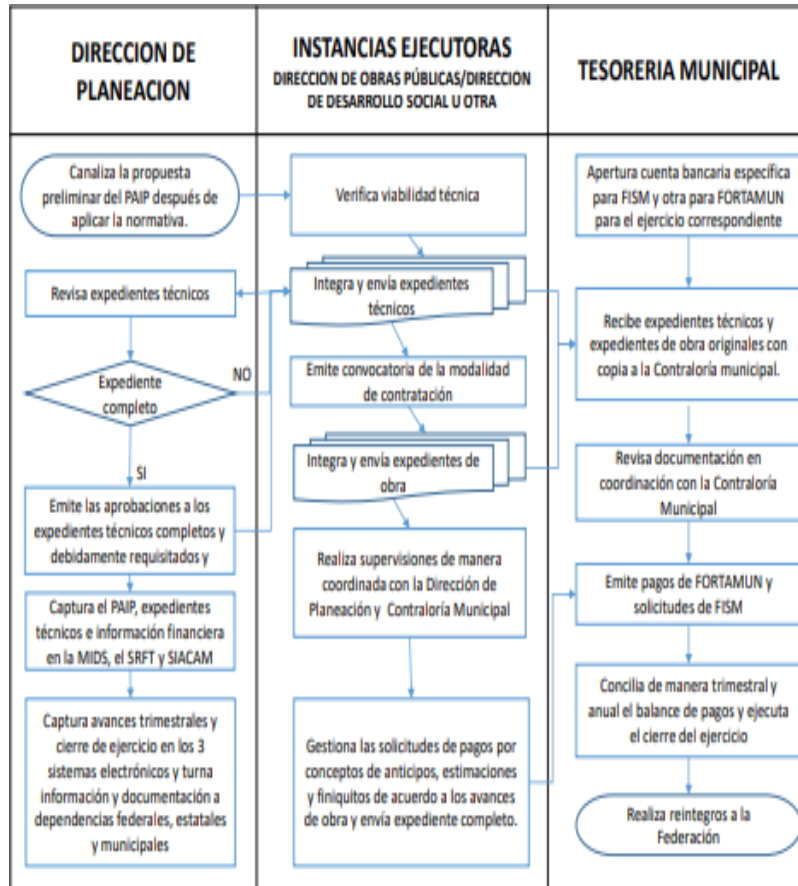 DIRECCION DE
PLANEACION
INSTANCIAS EJECUTORAS
DIRECCION DE OBRAS PÚBLICAS/DIRECCION
DE DESARROLLO SOCIAL U OTRA
TESORERIA MUNICIPAL
Canaliza la propuesta
preliminar del PAIP después de
aplicar la normativa.
Revisa expedientes técnicos
Expediente
completo
NO
SI
Emite las aprobaciones a los
expedientes técnicos completos y
debidamente requisitados y
Captura el PAIP, expedientes
técnicos e información financiera
en la MIDS, el SRFT y SIACAM
Captura avances trimestrales y
cierre de ejercicio en los 3
sistemas electrónicos y turna
información y documentación a
dependencias federales, estatales
y municipales
Verifica viabilidad técnica
Integra y envía expedientes
técnicos
Emite convocatoria de la modalidad
de contratación
Integra y envía expedientes de
obra
Realiza supervisiones de manera
coordinada con la Dirección de
Planeación y Contraloría Municipal
Gestiona las solicitudes de pagos por
conceptos de anticipos, estimaciones
y finiquitos de acuerdo a los avances
de obra y envía expediente completo.
Apertura cuenta bancaria específica
para FISM y otra para FORTAMUN
para el ejercicio correspondiente
Recibe expedientes técnicos y
expedientes de obra originales con
copia a la Contraloría municipal.
Revisa documentación en
coordinación con la Contraloría
Municipal
Emite pagos de FORTAMUN y
solicitudes de FISM
Concilia de manera trimestral y
anual el balance de pagos y ejecuta
el cierre del ejercicio
Realiza reintegros a la
Federación